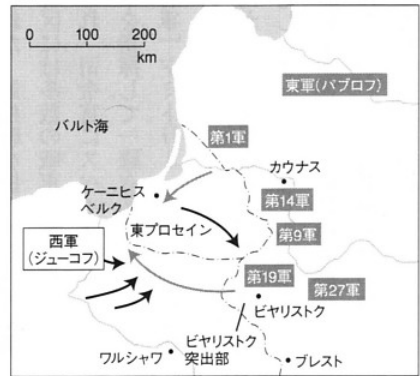 0 100 200
km
バルト海
東軍(パブロフ)
第1軍
カウナス
ケーニヒス
ベルク
第14軍
東プロセイン
第9軍
西軍
(ジューコフ)
第19軍
第27軍
ビヤリストク
ビヤリストク
突出部
ワルシャワ
ブレスト